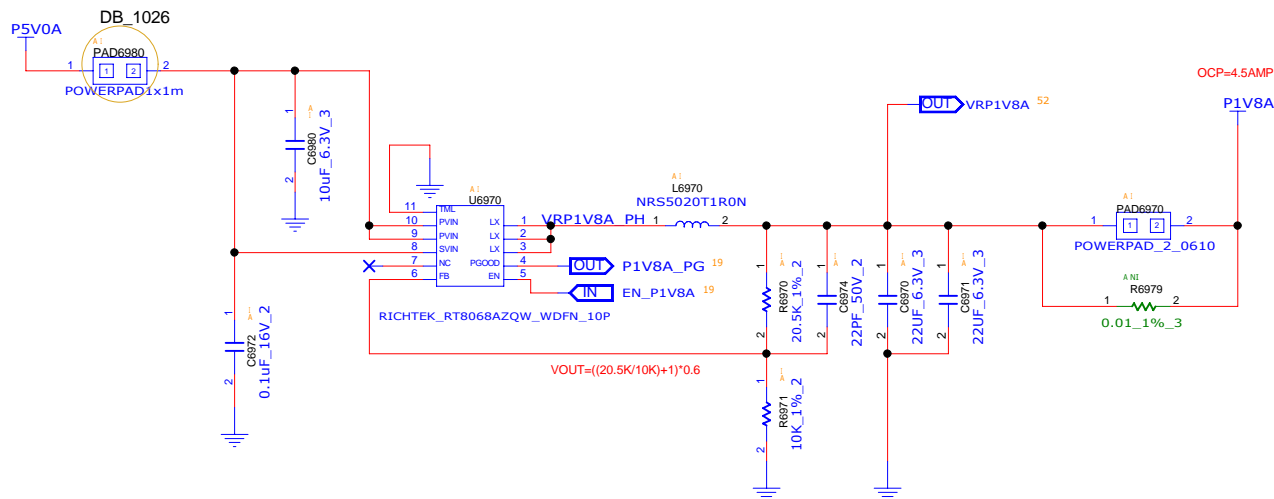 DB_1026
P5V0A
A I
PAD6980
1
1
2
2
POWERPAD1x1m
OCP=4.5AMP
P1V8A
OUT
VRP1V8A
52
1
2
A I
C6980
10uF_6.3V_3
A I
U6970
A I
L6970
NRS5020T1R0N
A I
PAD6970
1
1
2
2
POWERPAD_2_0610
11
TML
10
PVIN
LX
1
VRP1V8A_PH
1
2
9
PVIN
LX
2
8
SVIN
LX
3
7
NC
PGOOD
4
OUT
P1V8A_PG
19
6
FB
EN
5
IN
EN_P1V8A
19
RICHTEK_RT8068AZQW_WDFN_10P
1
2
A I
R6970
20.5K_1%_2
1
2
A I
C6974
22PF_50V_2
1
2
A I
C6970
22UF_6.3V_3
1
2
A I
C6971
22UF_6.3V_3
A NI
R6979
1
2
0.01_1%_3
1
2
A I
C6972
0.1uF_16V_2
VOUT=((20.5K/10K)+1)*0.6
1
2
A I
R6971
10K_1%_2